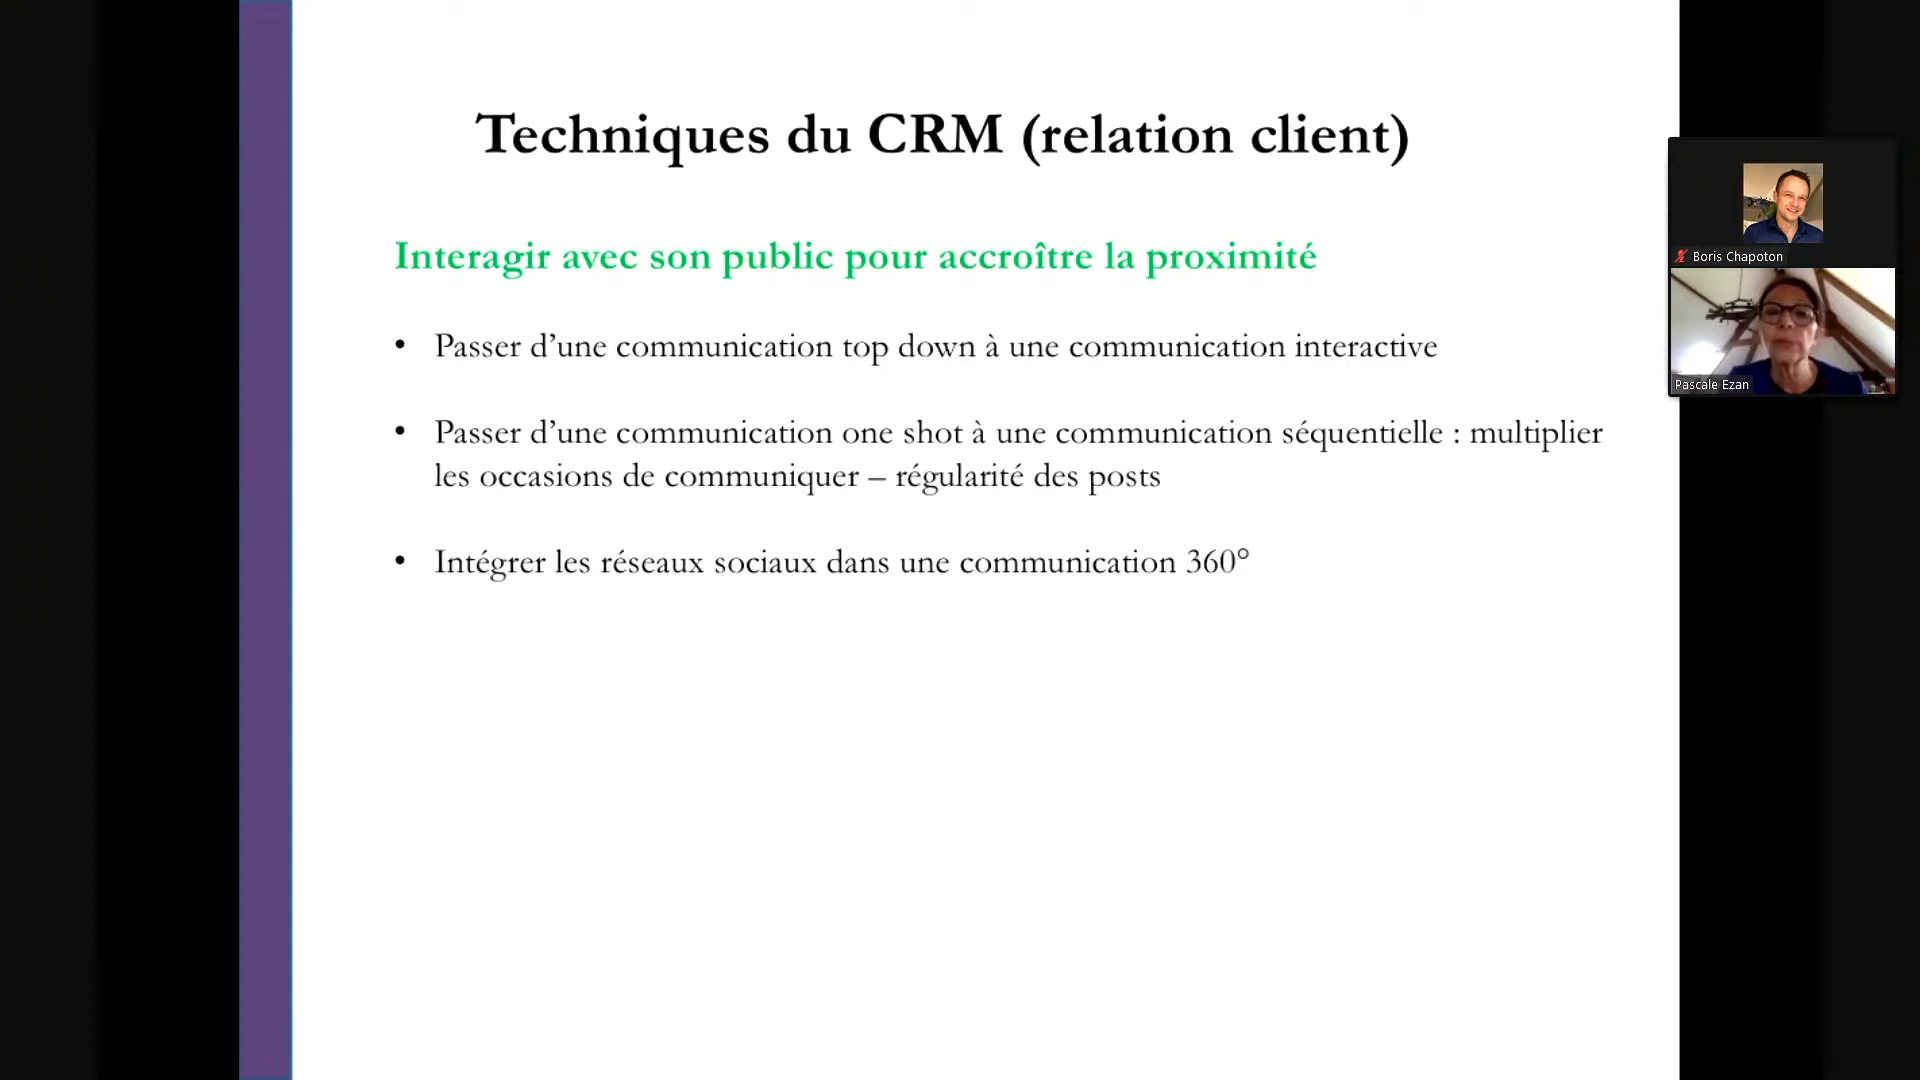 Techniques du CRM (relation client)
Interagir avec son public pour accroître la proximité
• Passer d’une communication top down à une communication interactive
• Passer d’une communication one shot à une communication séquentielle : multiplier
les occasions de communiquer – régularité des posts
• Intégrer les réseaux sociaux dans une communication 360°
Boris Chapoton
Pascale Ezan